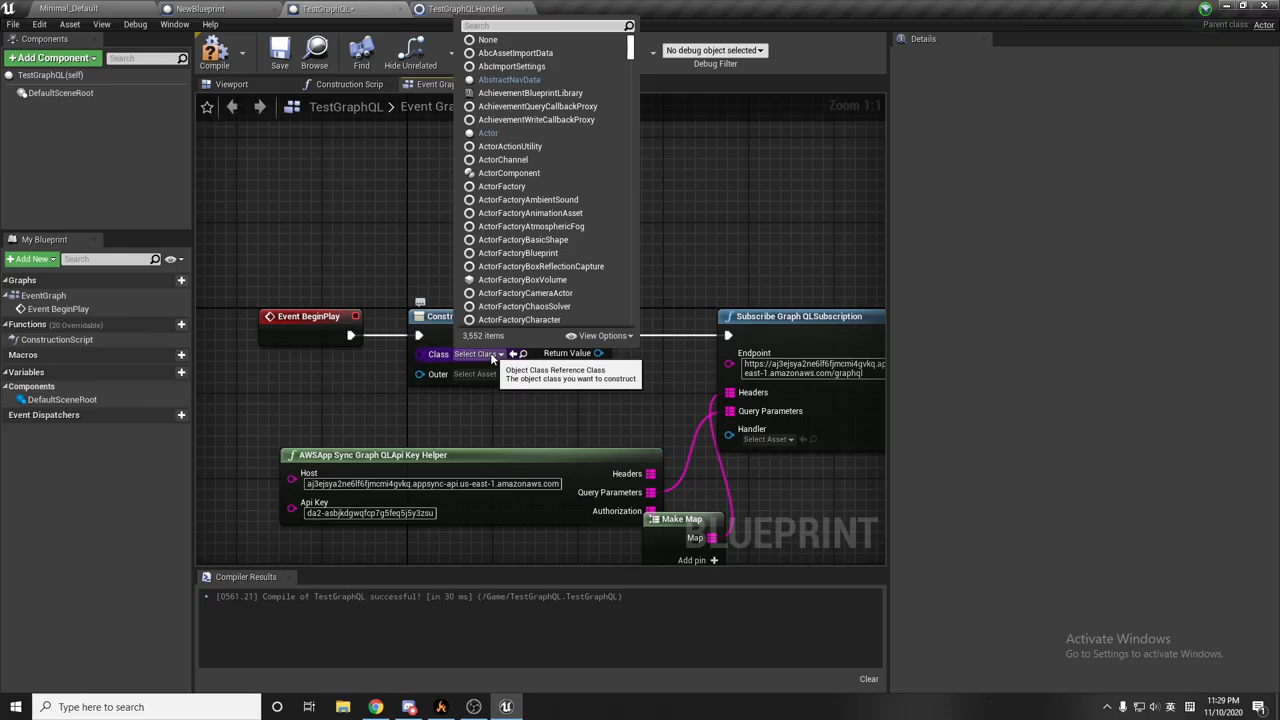 Minimal_Default
NewBlueprint
TestGraphQL*
TestGraphQLHandler
File
Edit
Asset
View
Debug
Window
Help
Parent class: Actor
Components
+ Add Component
Search
TestGraphQL(self)
DefaultSceneRoot
Compile
Save
Browse
Find
Hide Unrelated
No debug object selected
Debug Filter
Details
Viewport
Construction Scrip
Event Gra
TestGraphQL > Event Gra
Zoom 1:1
Search
None
AbcAssetImportData
AbcImportSettings
AbstractNavData
AchievementBlueprintLibrary
AchievementQueryCallbackProxy
AchievementWriteCallbackProxy
Actor
ActorActionUtility
ActorChannel
ActorComponent
ActorFactory
ActorFactoryAmbientSound
ActorFactoryAnimationAsset
ActorFactoryAtmosphericFog
ActorFactoryBasicShape
ActorFactoryBlueprint
ActorFactoryBoxReflectionCapture
ActorFactoryBoxVolume
ActorFactoryCameraActor
ActorFactoryChaosSolver
ActorFactoryCharacter
3,552 items
View Options
My Blueprint
+ Add New
Search
Graphs
EventGraph
Event BeginPlay
Functions (20 Overridable)
ConstructionScript
Macros
Variables
Components
DefaultSceneRoot
Event Dispatchers
Event BeginPlay
Constr
Class
Select Class
Return Value
Outer
Select Asset
Object Class Reference Class
The object class you want to construct
Subscribe Graph QLSubscription
Endpoint
https://aj3ejsya2ne6lf6fjmcmi4gvkq.ap
east-1.amazonaws.com/graphql
Headers
Query Parameters
Handler
Select Asset
AWSApp Sync Graph QLApi Key Helper
Host
aj3ejsya2ne6lf6fjmcmi4gvkq.appsync-api.us-east-1.amazonaws.com
Api Key
da2-asbjkdgwqfcp7g5feq5j5y3zsu
Headers
Query Parameters
Authorization
Make Map
Map
Add pin +
BLUEPRINT
Compiler Results
[0561.21] Compile of TestGraphQL successful! [in 30 ms] (/Game/TestGraphQL.TestGraphQL)
Clear
Activate Windows
Go to Settings to activate Windows.
Type here to search
英
拼
11:29 PM
11/10/2020